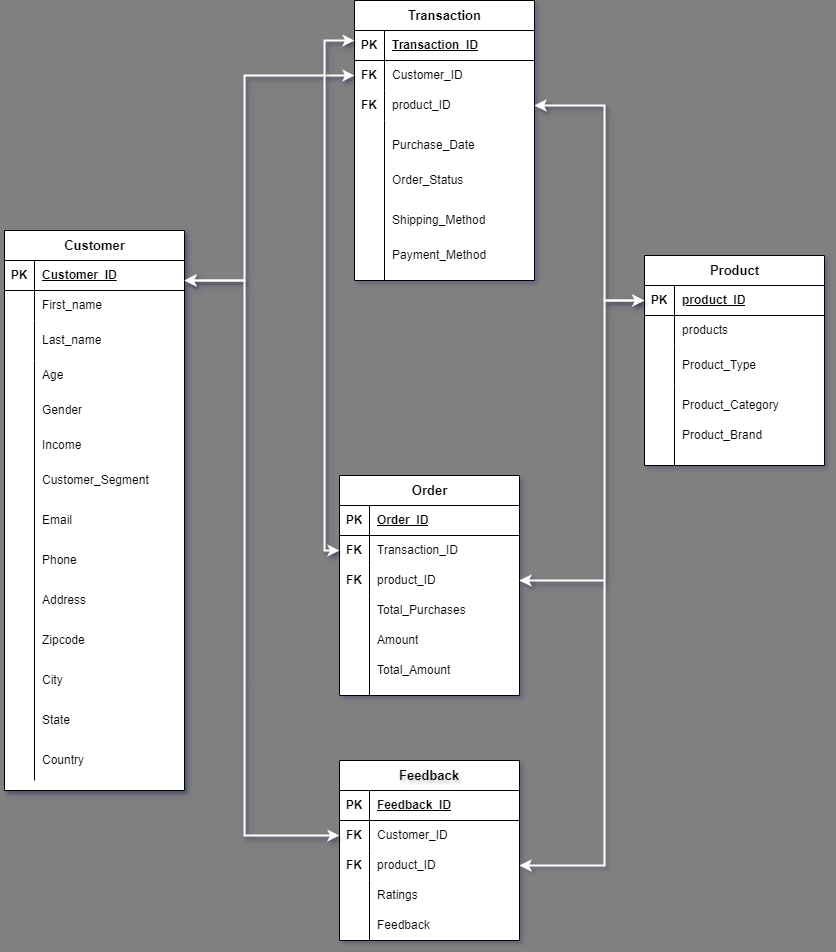 Transaction
PK Transaction_ID
FK Customer_ID
FK product_ID
Purchase_Date
Order_Status
Shipping_Method
Payment_Method
Customer
PK Customer_ID
First_name
Last_name
Age
Gender
Income
Customer_Segment
Email
Phone
Address
Zipcode
City
State
Country
Product
PK product_ID
products
Product_Type
Product_Category
Product_Brand
Order
PK Order_ID
FK Transaction_ID
FK product_ID
Total_Purchases
Amount
Total_Amount
Feedback
PK Feedback_ID
FK Customer_ID
FK product_ID
Ratings
Feedback